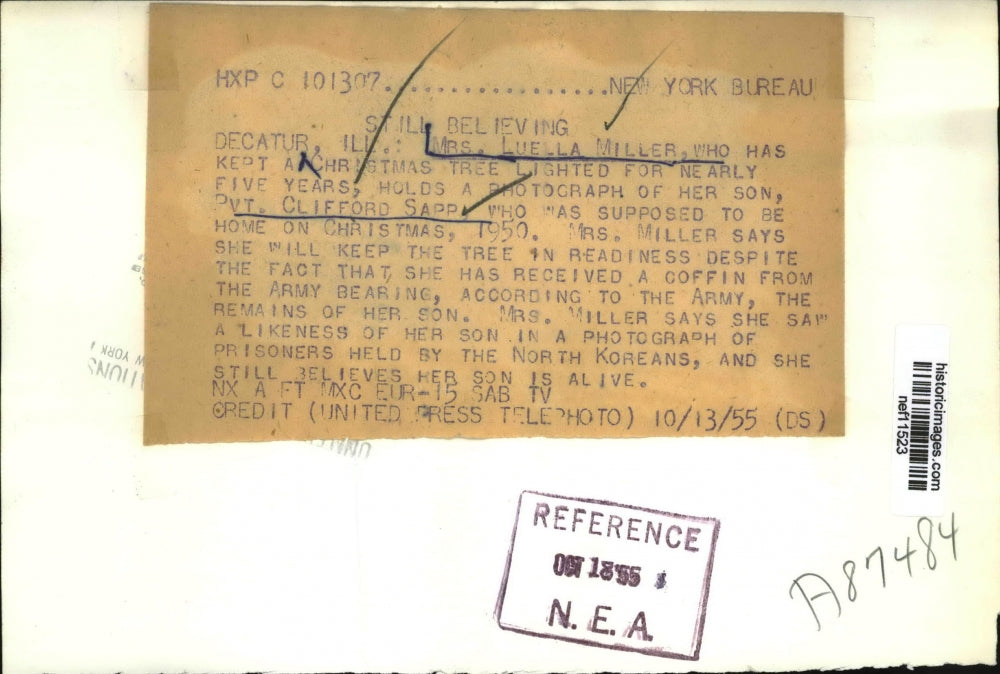 HXP C 101307..................NEW YORK BUREAU
STILL BELIEVING
DECATUR, ILL.: MRS. LUELLA MILLER, WHO HAS
KEPT A CHRISTMAS TREE LIGHTED FOR NEARLY
FIVE YEARS, HOLDS A PHOTOGRAPH OF HER SON,
PVT. CLIFFORD SAPP, WHO WAS SUPPOSED TO BE
HOME ON CHRISTMAS, 1950. MRS. MILLER SAYS
SHE WILL KEEP THE TREE IN READINESS DESPITE
THE FACT THAT SHE HAS RECEIVED A COFFIN FROM
THE ARMY BEARING, ACCORDING TO THE ARMY, THE
REMAINS OF HER SON. MRS. MILLER SAYS SHE SAW
A LIKENESS OF HER SON IN A PHOTOGRAPH OF
PRISONERS HELD BY THE NORTH KOREANS, AND SHE
STILL BELIEVES HER SON IS ALIVE.
NX A FT MXC EUR-15 SAB TV
CREDIT (UNITED PRESS TELEPHOTO) 10/13/55 (DS)
historicimages.com
nef11523
REFERENCE
N. E. A.
A87484